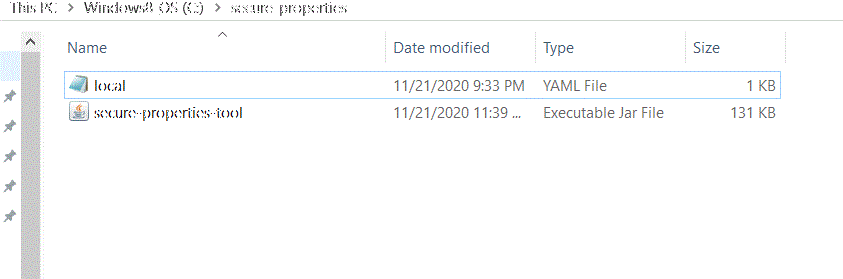 This PC > Windows8_OS (C:) > secure-properties
Name Date modified Type Size
local 11/21/2020 9:33 PM YAML File 1 KB
secure-properties-tool 11/21/2020 11:39 ... Executable Jar File 131 KB